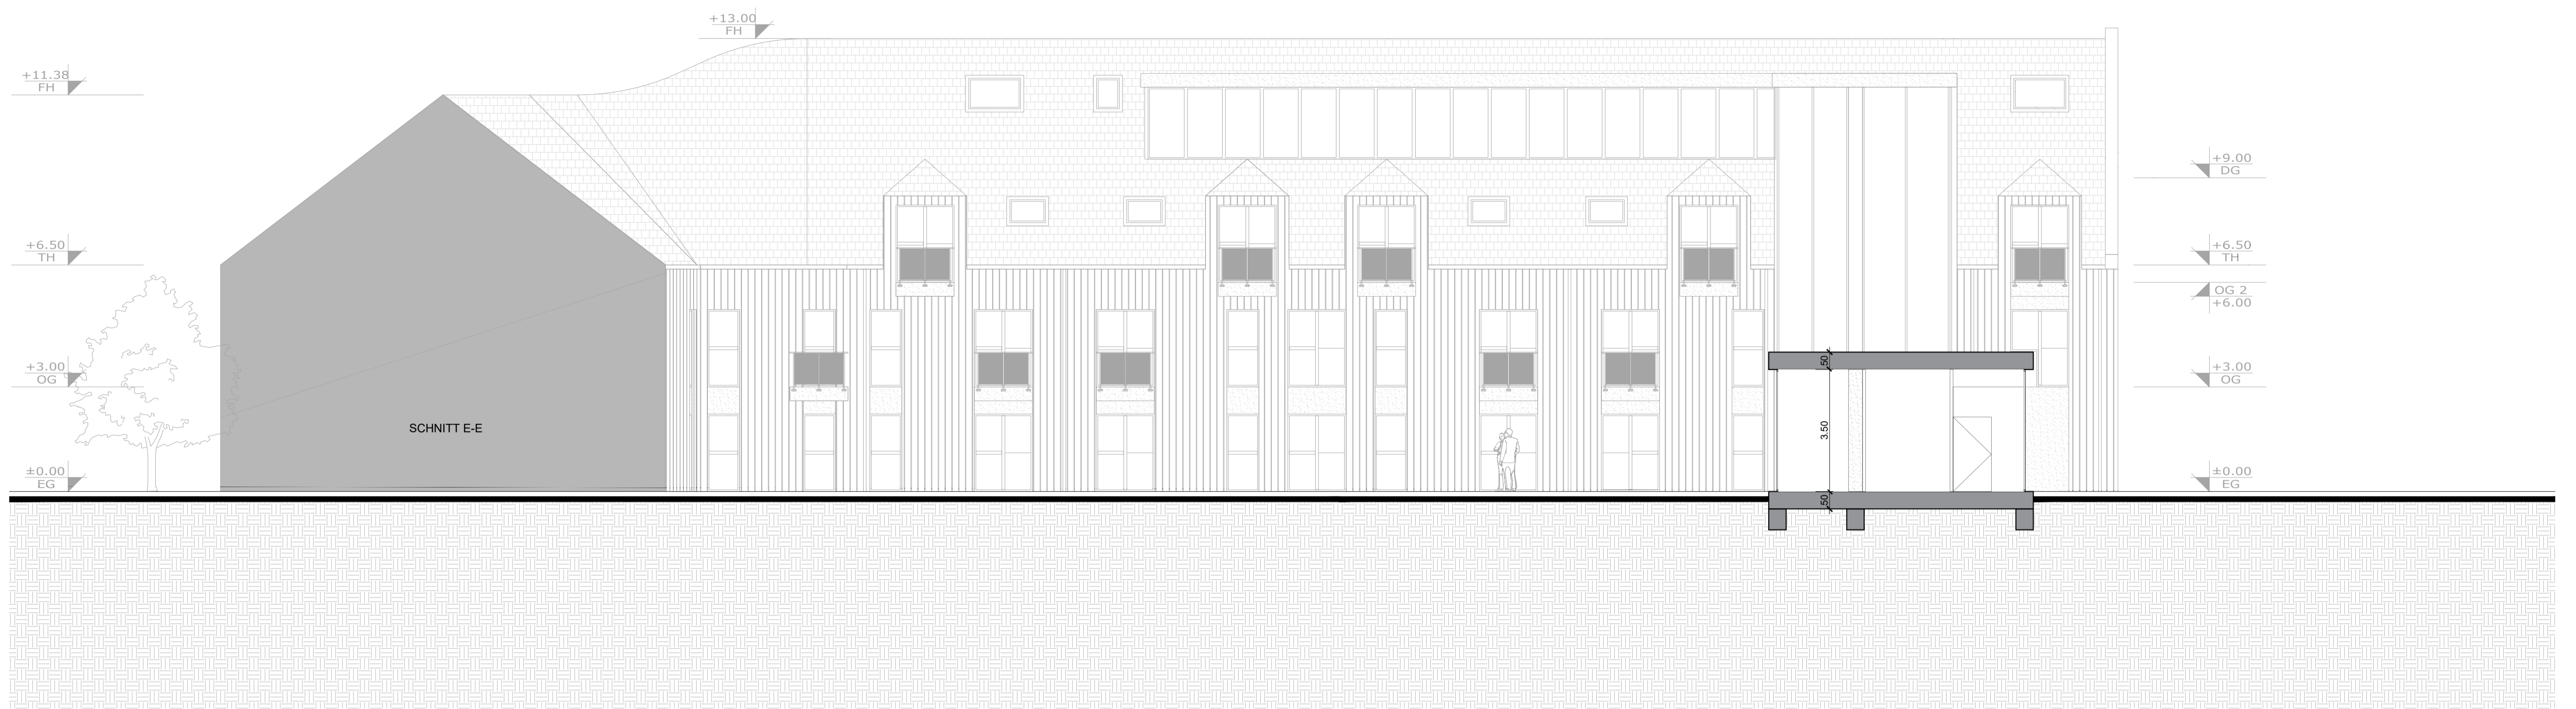 +13.00
FH
+11.38
FH
+9.00
DG
+6.50
TH
+6.50
TH
OG 2
+6.00
+3.00
OG
.50
+3.00
OG
SCHNITT E-E
3.50
±0.00
EG
.50
±0.00
EG